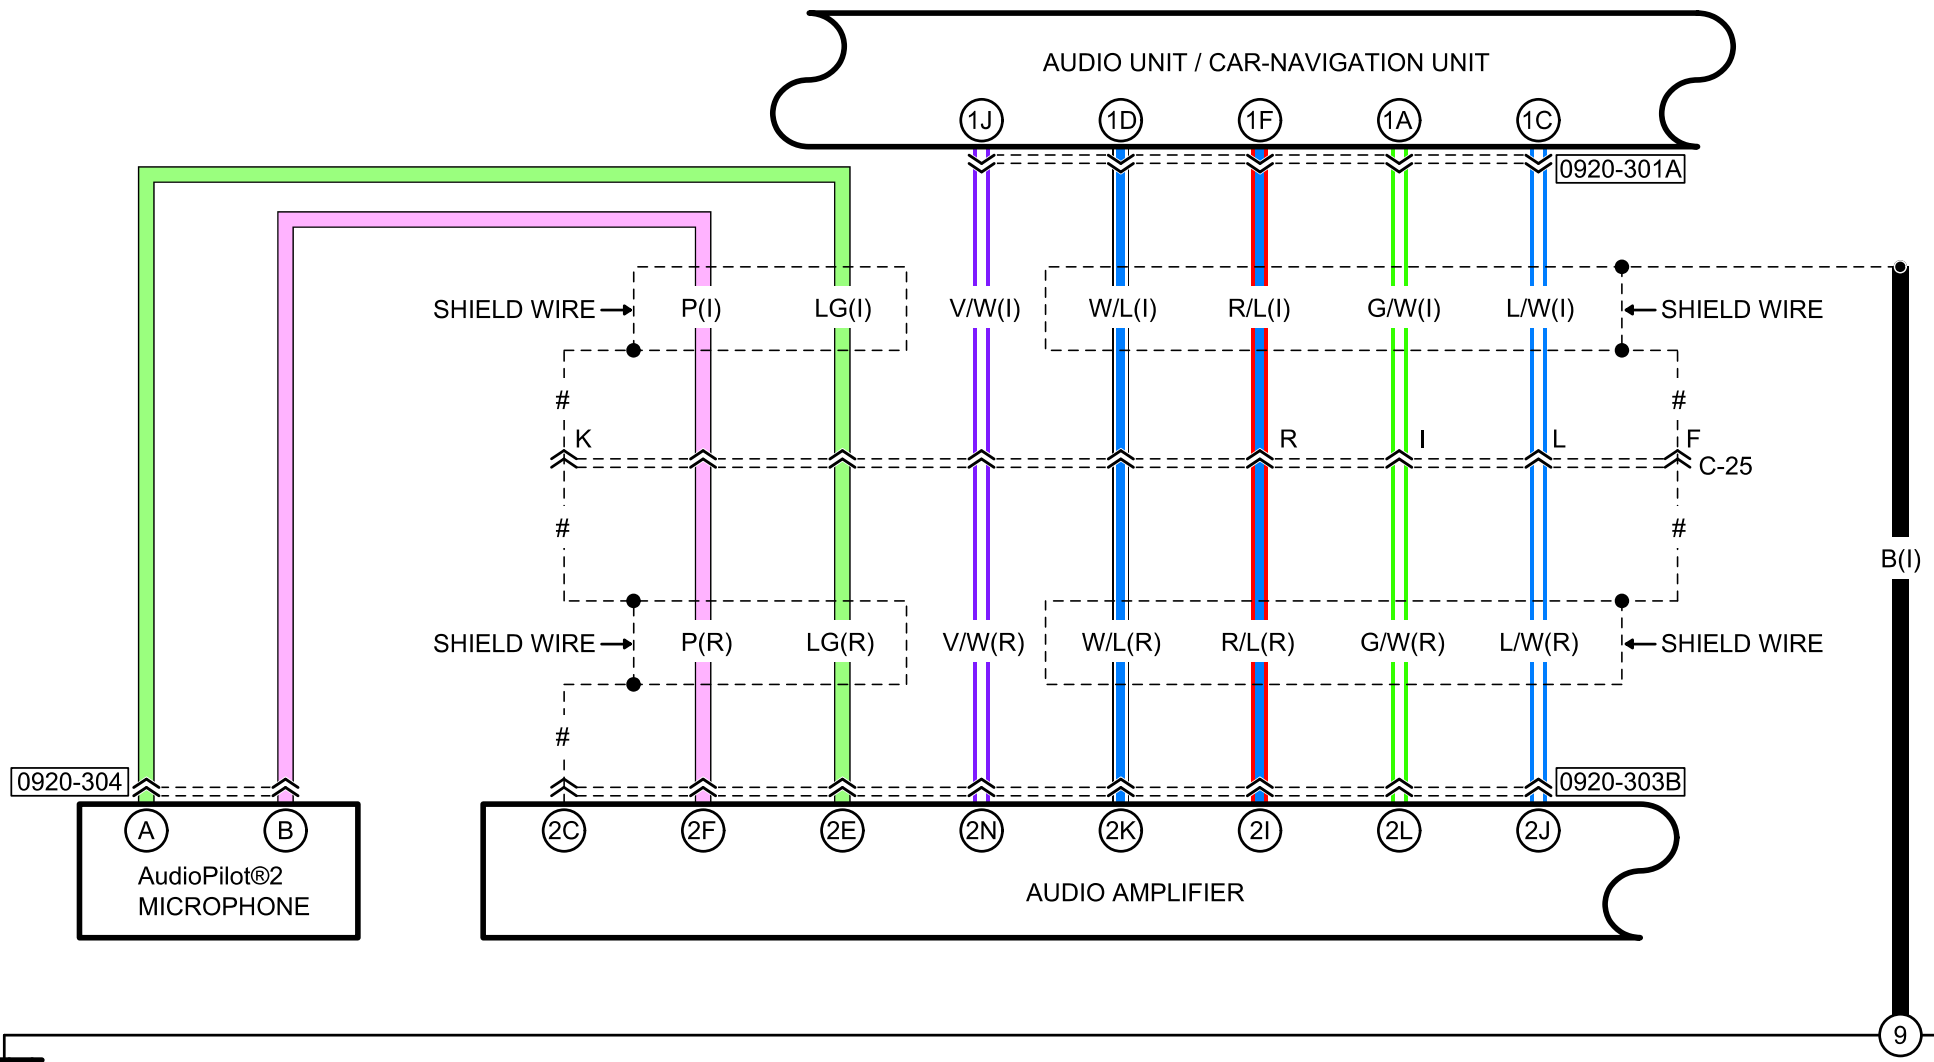 AUDIO UNIT / CAR-NAVIGATION UNIT
1J 1D 1F 1A 1C
0920-301A
SHIELD WIRE P(I) LG(I) V/W(I) W/L(I) R/L(I) G/W(I) L/W(I) SHIELD WIRE
# #
K R I L F
C-25
# #
B(I)
SHIELD WIRE P(R) LG(R) V/W(R) W/L(R) R/L(R) G/W(R) L/W(R) SHIELD WIRE
#
0920-304 0920-303B
A B 2C 2F 2E 2N 2K 2I 2L 2J
AudioPilot®2
MICROPHONE
AUDIO AMPLIFIER
9